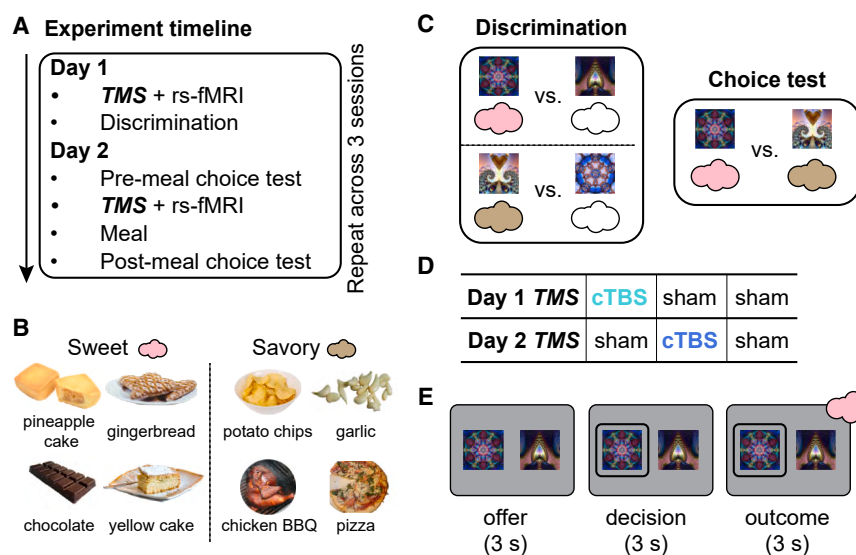 A Experiment timeline
Day 1
• TMS + rs-fMRI
• Discrimination
Day 2
• Pre-meal choice test
• TMS + rs-fMRI
• Meal
• Post-meal choice test
Repeat across 3 sessions
B
Sweet
Savory
pineapple
cake
gingerbread
potato chips
garlic
chocolate
yellow cake
chicken BBQ
pizza
C Discrimination
vs.
vs.
Choice test
vs.
D
Day 1 TMS cTBS sham sham
Day 2 TMS sham cTBS sham
E
offer
(3 s)
decision
(3 s)
outcome
(3 s)